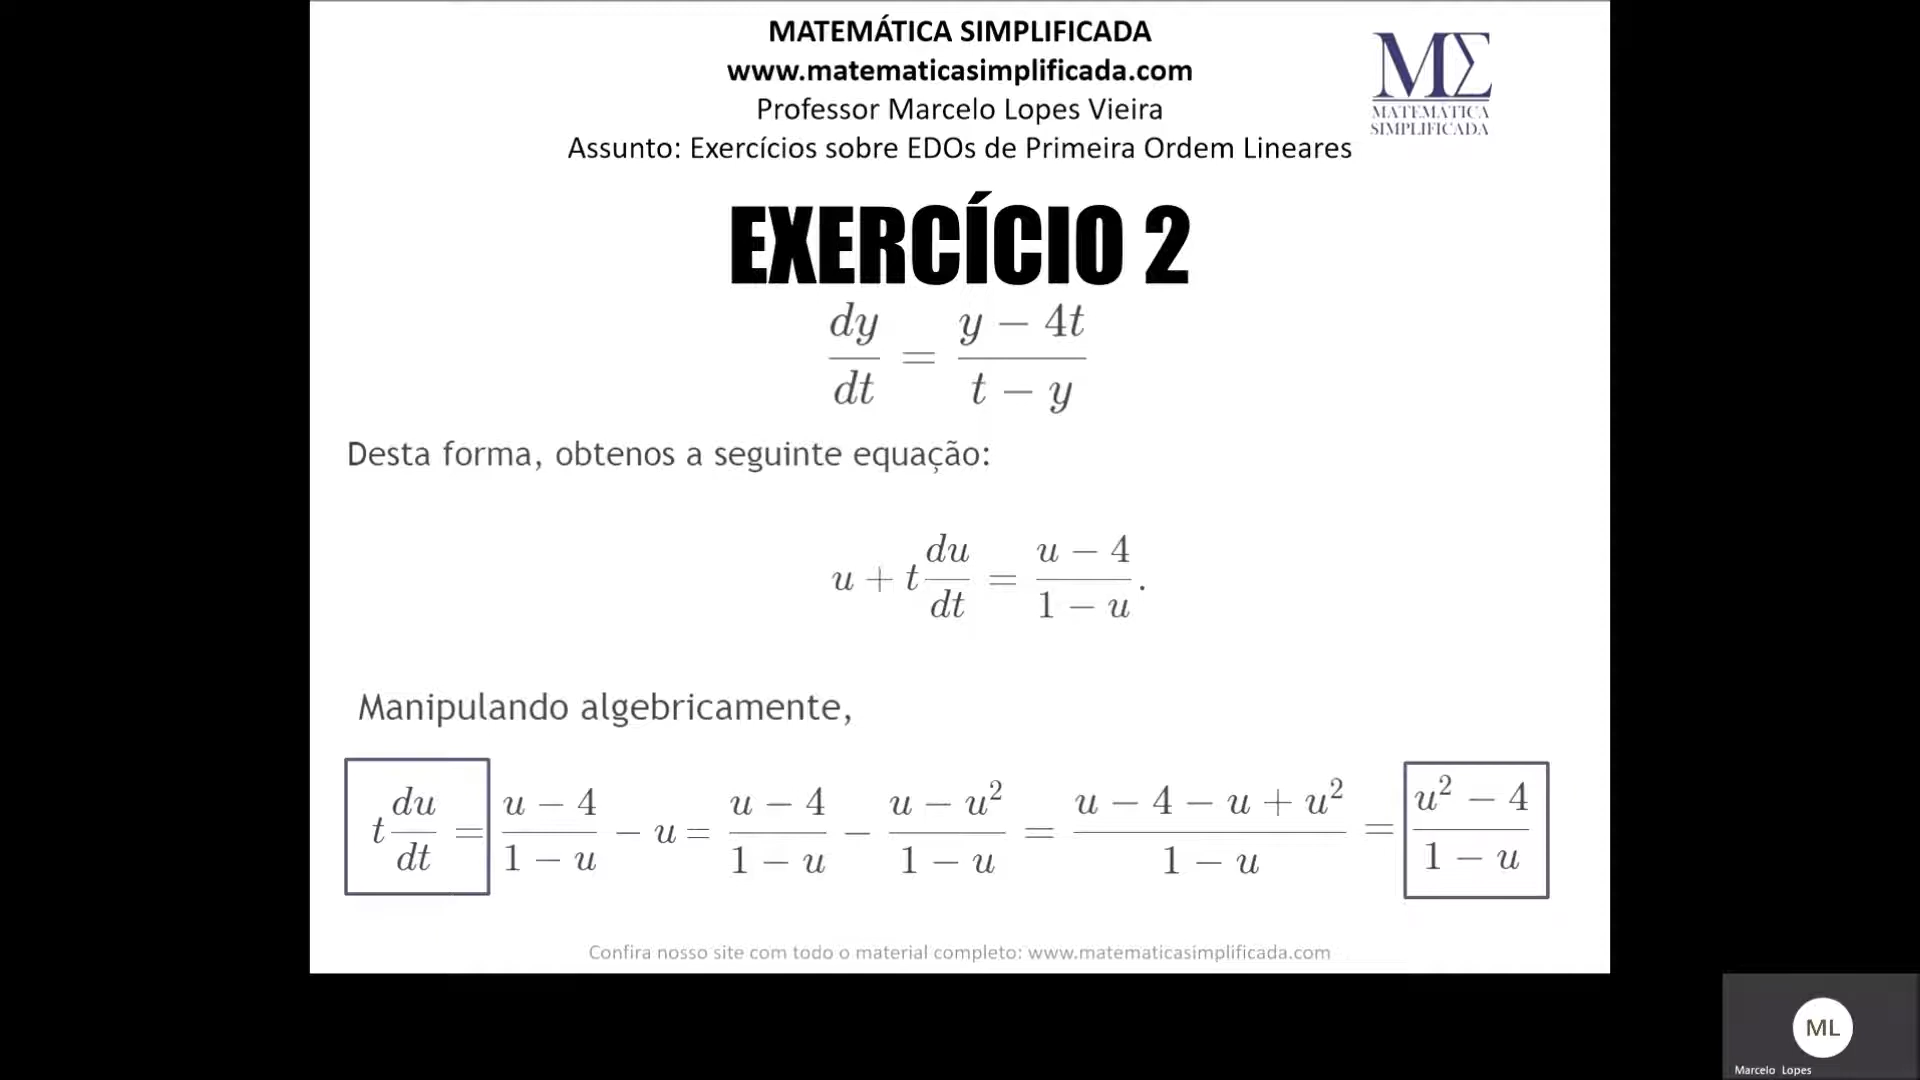 MATEMÁTICA SIMPLIFICADA
www.matematicasimplificada.com
Professor Marcelo Lopes Vieira
Assunto: Exercícios sobre EDOs de Primeira Ordem Lineares
MΣ
MATEMATICA
SIMPLIFICADA
EXERCÍCIO 2
dy/dt = (y − 4t)/(t − y)
Desta forma, obtenos a seguinte equação:
u + t du/dt = (u − 4)/(1 − u).
Manipulando algebricamente,
t du/dt = (u − 4)/(1 − u) − u = (u − 4)/(1 − u) − (u − u²)/(1 − u) = (u − 4 − u + u²)/(1 − u) = (u² − 4)/(1 − u)
Confira nosso site com todo o material completo: www.matematicasimplificada.com
ML
Marcelo Lopes